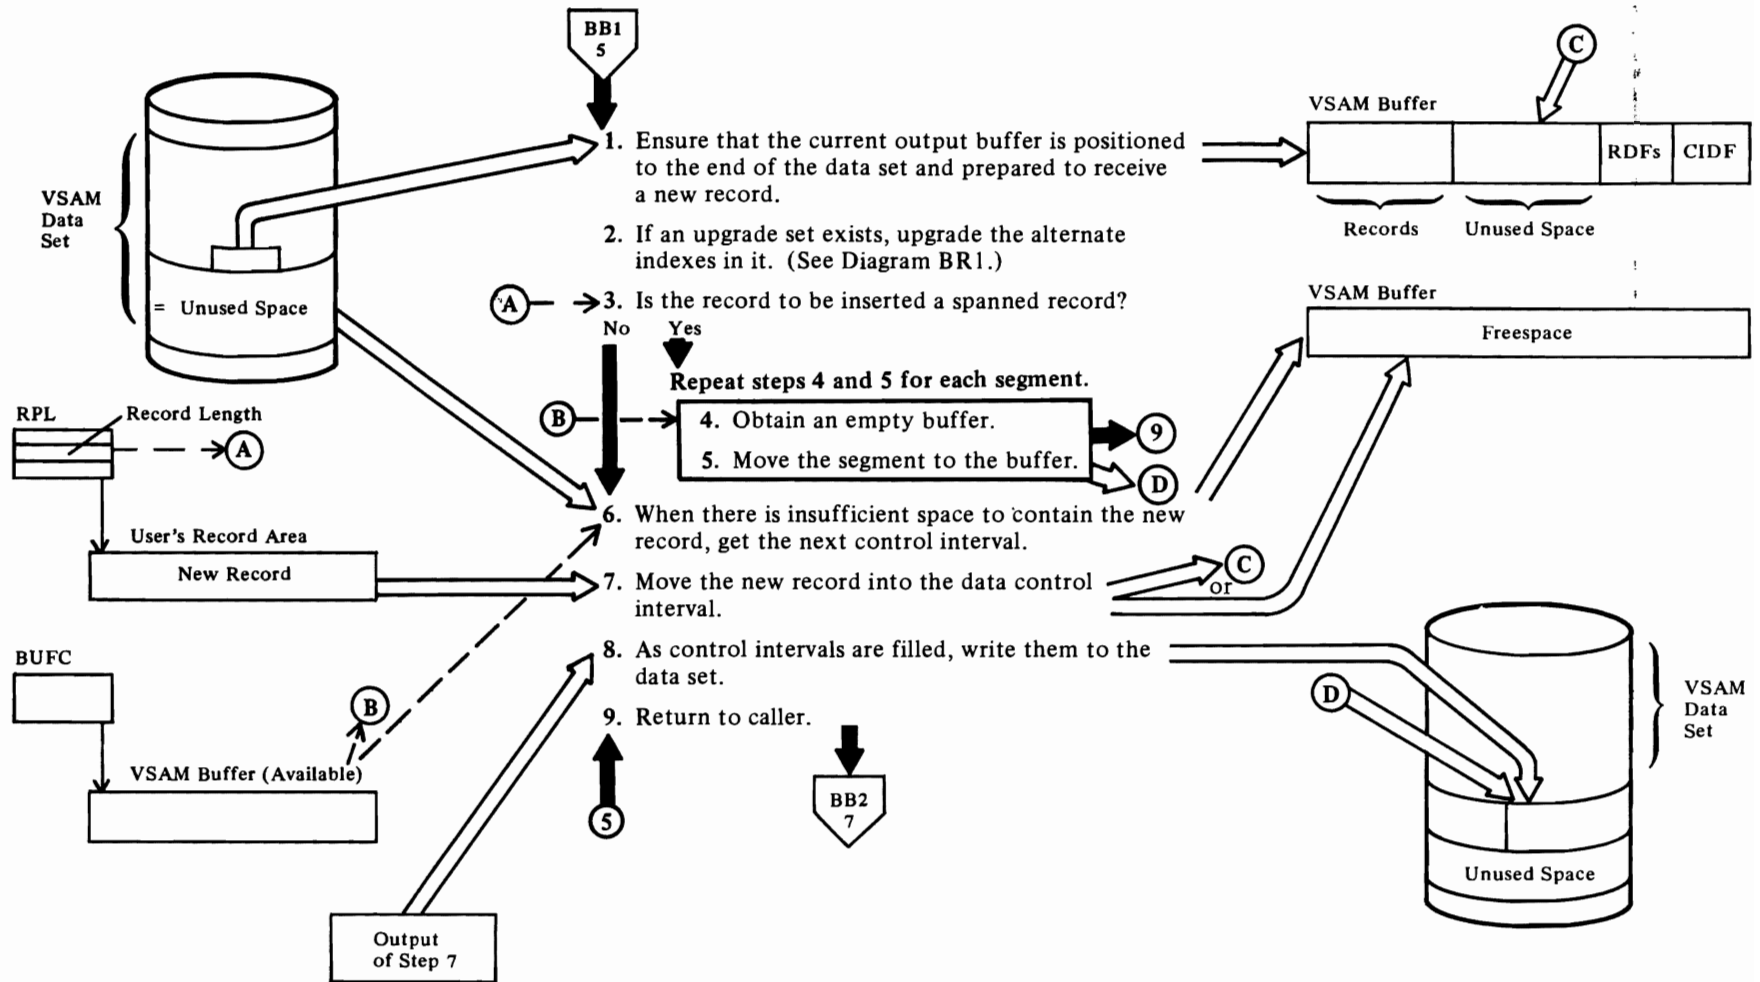 BB1
5
C
VSAM Buffer
RDFs
CIDF
Records
Unused Space
VSAM
Data
Set
= Unused Space
1. Ensure that the current output buffer is positioned
to the end of the data set and prepared to receive
a new record.
2. If an upgrade set exists, upgrade the alternate
indexes in it. (See Diagram BR1.)
A
3. Is the record to be inserted a spanned record?
No
Yes
VSAM Buffer
Freespace
Repeat steps 4 and 5 for each segment.
B
4. Obtain an empty buffer.
5. Move the segment to the buffer.
9
D
RPL
Record Length
A
6. When there is insufficient space to contain the new
record, get the next control interval.
User's Record Area
New Record
7. Move the new record into the data control
interval.
C
or
8. As control intervals are filled, write them to the
data set.
9. Return to caller.
BUFC
B
VSAM Buffer (Available)
5
BB2
7
D
VSAM
Data
Set
Unused Space
Output
of Step 7